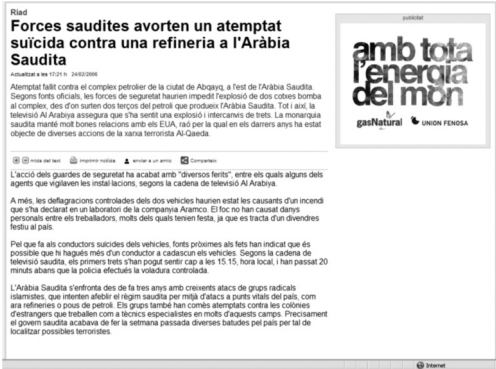 Riad
Forces saudites avorten un atemptat
suïcida contra una refineria a l'Aràbia
Saudita
Actualitzat a les 17:21 h 24/02/2006
Atemptat fallit contra el complex petrolier de la ciutat de Abqayq, a l'est de l'Aràbia Saudita.
Segons fonts oficials, les forces de seguretat haurien impedit l'explosió de dos cotxes bomba
al complex, des d'on surten dos terços del petroli que produeix l'Aràbia Saudita. Tot i això, la
televisió Al Arabiya assegura que s'ha sentit una explosió i intercanvis de trets. La monarquia
saudita manté molt bones relacions amb els EUA, raó per la qual en els darrers anys ha estat
objecte de diverses accions de la xarxa terrorista Al-Qaeda.
mida del text imprimir notícia enviar a un amic Comparteix
L'acció dels guardes de seguretat ha acabat amb "diversos ferits", entre els quals alguns dels
agents que vigilaven les instal·lacions, segons la cadena de televisió Al Arabiya.
A més, les deflagracions controlades dels dos vehicles haurien estat les causants d'un incendi
que s'ha declarat en un laboratori de la companyia Aramco. El foc no han causat danys
personals entre els treballadors, molts dels quals tenien festa, ja que es tracta d'un divendres
festiu al país.
Pel que fa als conductors suïcides dels vehicles, fonts pròximes als fets han indicat que és
possible que hi hagués més d'un conductor a cadascun els vehicles. Segons la cadena de
televisió saudita, els primers trets s'han pogut sentir cap a les 15.15, hora local, i han passat 20
minuts abans que la policia efectués la voladura controlada.
L'Aràbia Saudita s'enfronta des de fa tres anys amb creixents atacs de grups radicals
islamistes, que intenten afeblir el règim saudita per mitjà d'atacs a punts vitals del país, com
ara refineries o pous de petroli. Els grups també han comès atemptats contra les colònies
d'estrangers que treballen com a tècnics especialistes en molts d'aquests camps. Precisament
el govern saudita acabava de fer la setmana passada diverses batudes pel país per tal de
localitzar possibles terroristes.
publicitat
amb tota
l'energia
del món
gasNatural UNION FENOSA
Internet